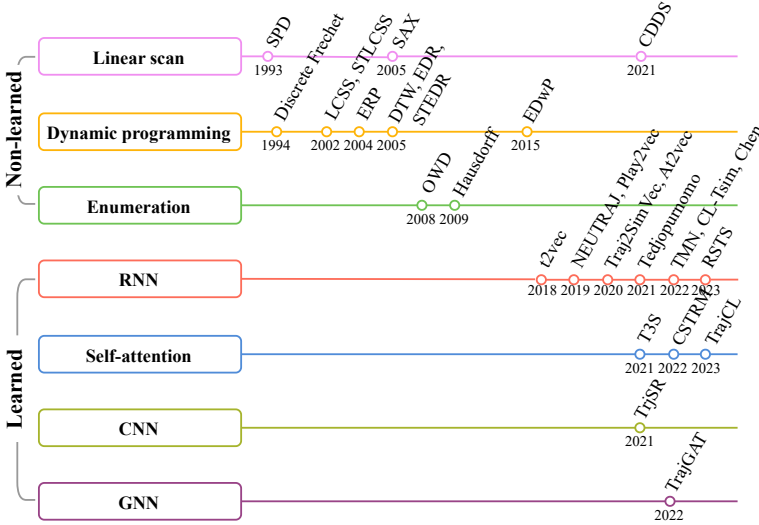 Non-learned
Linear scan
SPD
1993
SAX
2005
CDDS
2021
Dynamic programming
Discrete Frechet
1994
LCSS, STLCSS
2002
ERP
2004
DTW, EDR,
STEDR
2005
EDwP
2015
Enumeration
OWD
2008
Hausdorff
2009
Learned
RNN
t2vec
2018
NEUTRAJ, Play2vec
2019
Traj2SimVec, At2vec
2020
Tedjopurnomo
2021
TMN, CL-Tsim, Chen
2022
RSTS
2023
Self-attention
T3S
2021
CSTRM
2022
TrajCL
2023
CNN
TrjSR
2021
GNN
TrajGAT
2022